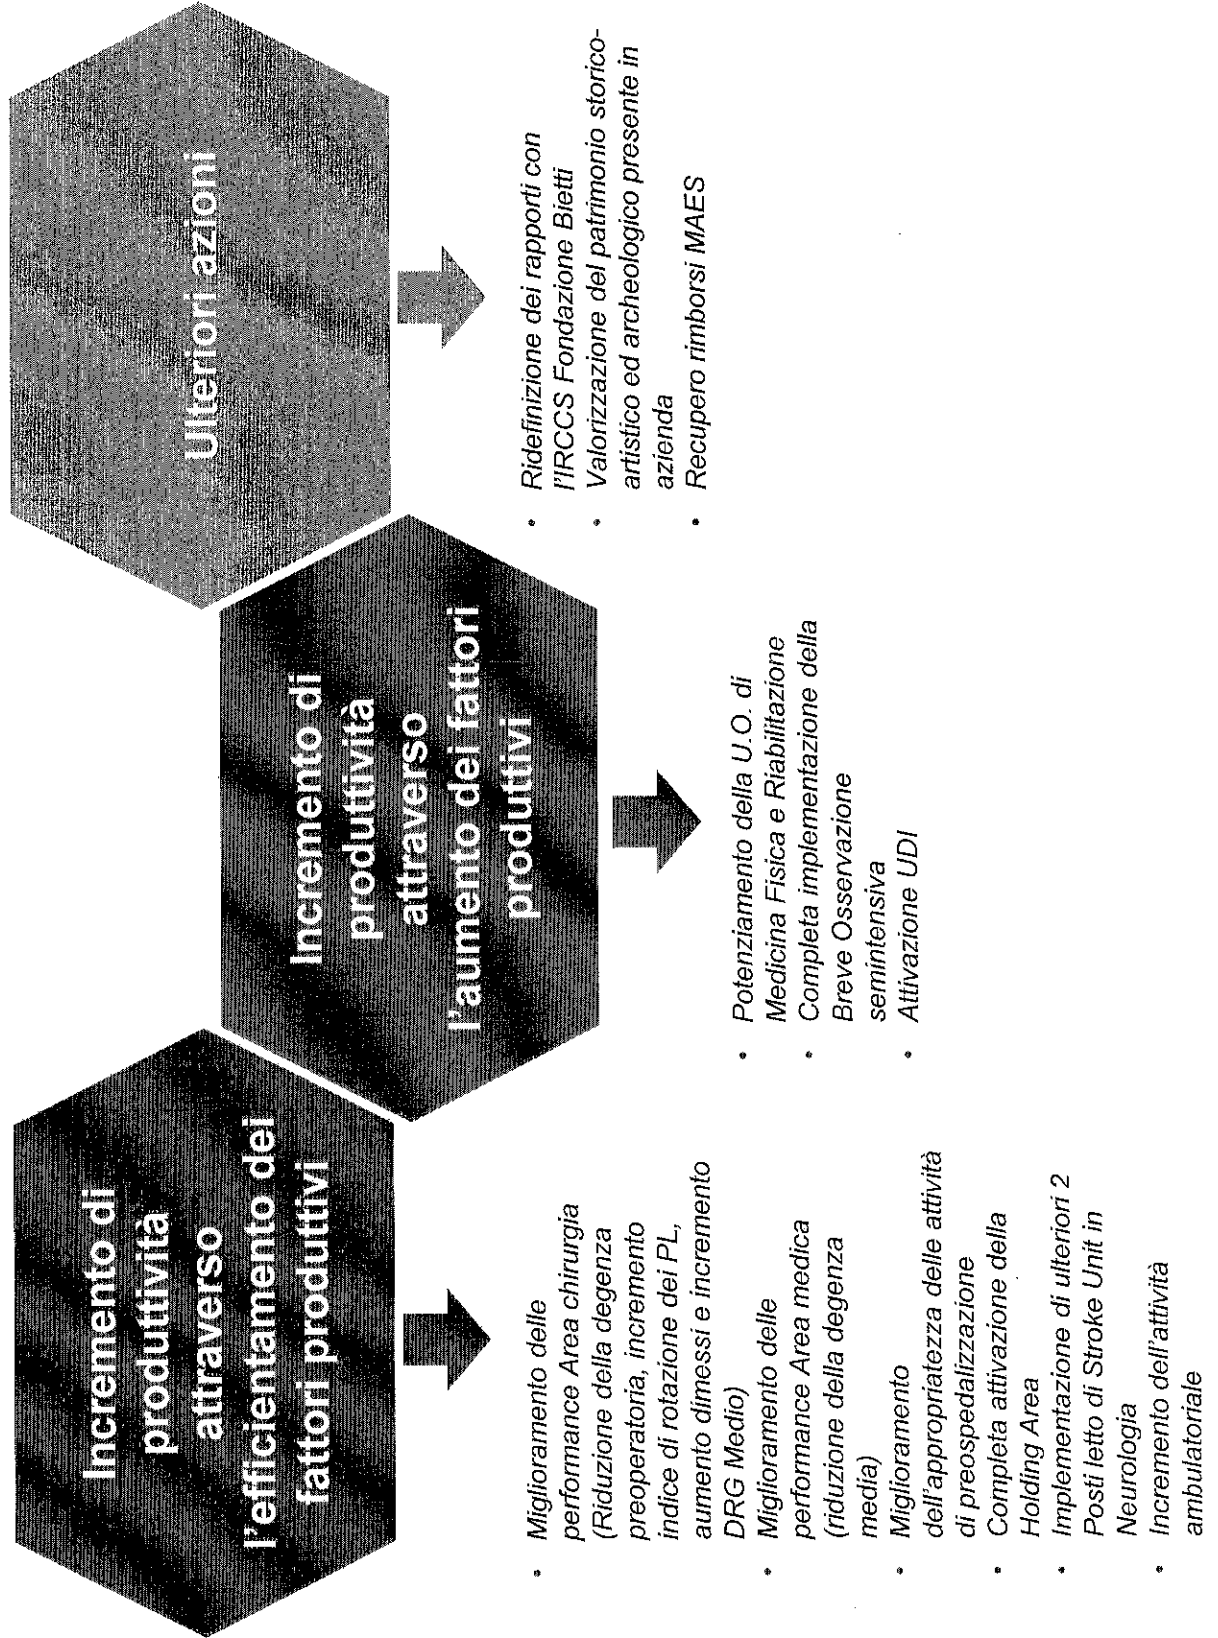 Incremento di
produttività
attraverso
l'efficientamento dei
fattori produttivi
• Miglioramento delle
performance Area chirurgia
(Riduzione della degenza
preoperatoria, incremento
indice di rotazione dei PL,
aumento dimessi e incremento
DRG Medio)
• Miglioramento delle
performance Area medica
(riduzione della degenza
media)
• Miglioramento
dell'appropriatezza delle attività
di preospedalizzazione
• Completa attivazione della
Holding Area
• Implementazione di ulteriori 2
Posti letto di Stroke Unit in
Neurologia
• Incremento dell'attività
ambulatoriale
Incremento di
produttività
attraverso
l'aumento dei fattori
produttivi
• Potenziamento della U.O. di
Medicina Fisica e Riabilitazione
• Completa implementazione della
Breve Osservazione
semintensiva
• Attivazione UDI
Ulteriori azioni
• Ridefinizione dei rapporti con
l'IRCCS Fondazione Bietti
• Valorizzazione del patrimonio storico-
artistico ed archeologico presente in
azienda
• Recupero rimborsi MAES